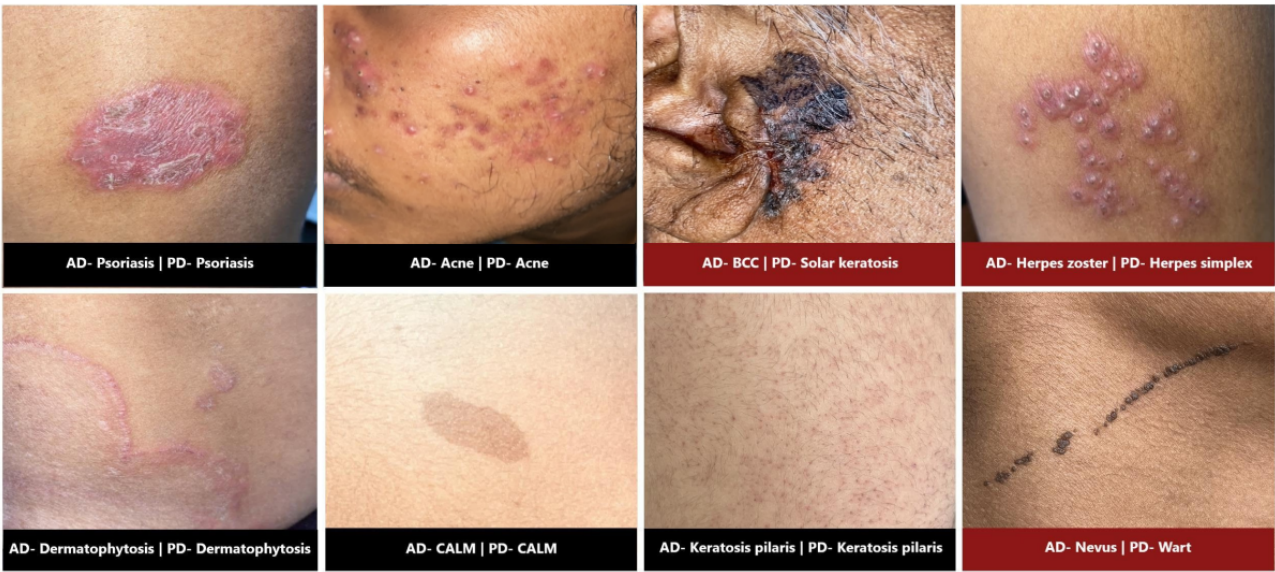 AD- Psoriasis | PD- Psoriasis
AD- Acne | PD- Acne
AD- BCC | PD- Solar keratosis
AD- Herpes zoster | PD- Herpes simplex
AD- Dermatophytosis | PD- Dermatophytosis
AD- CALM | PD- CALM
AD- Keratosis pilaris | PD- Keratosis pilaris
AD- Nevus | PD- Wart